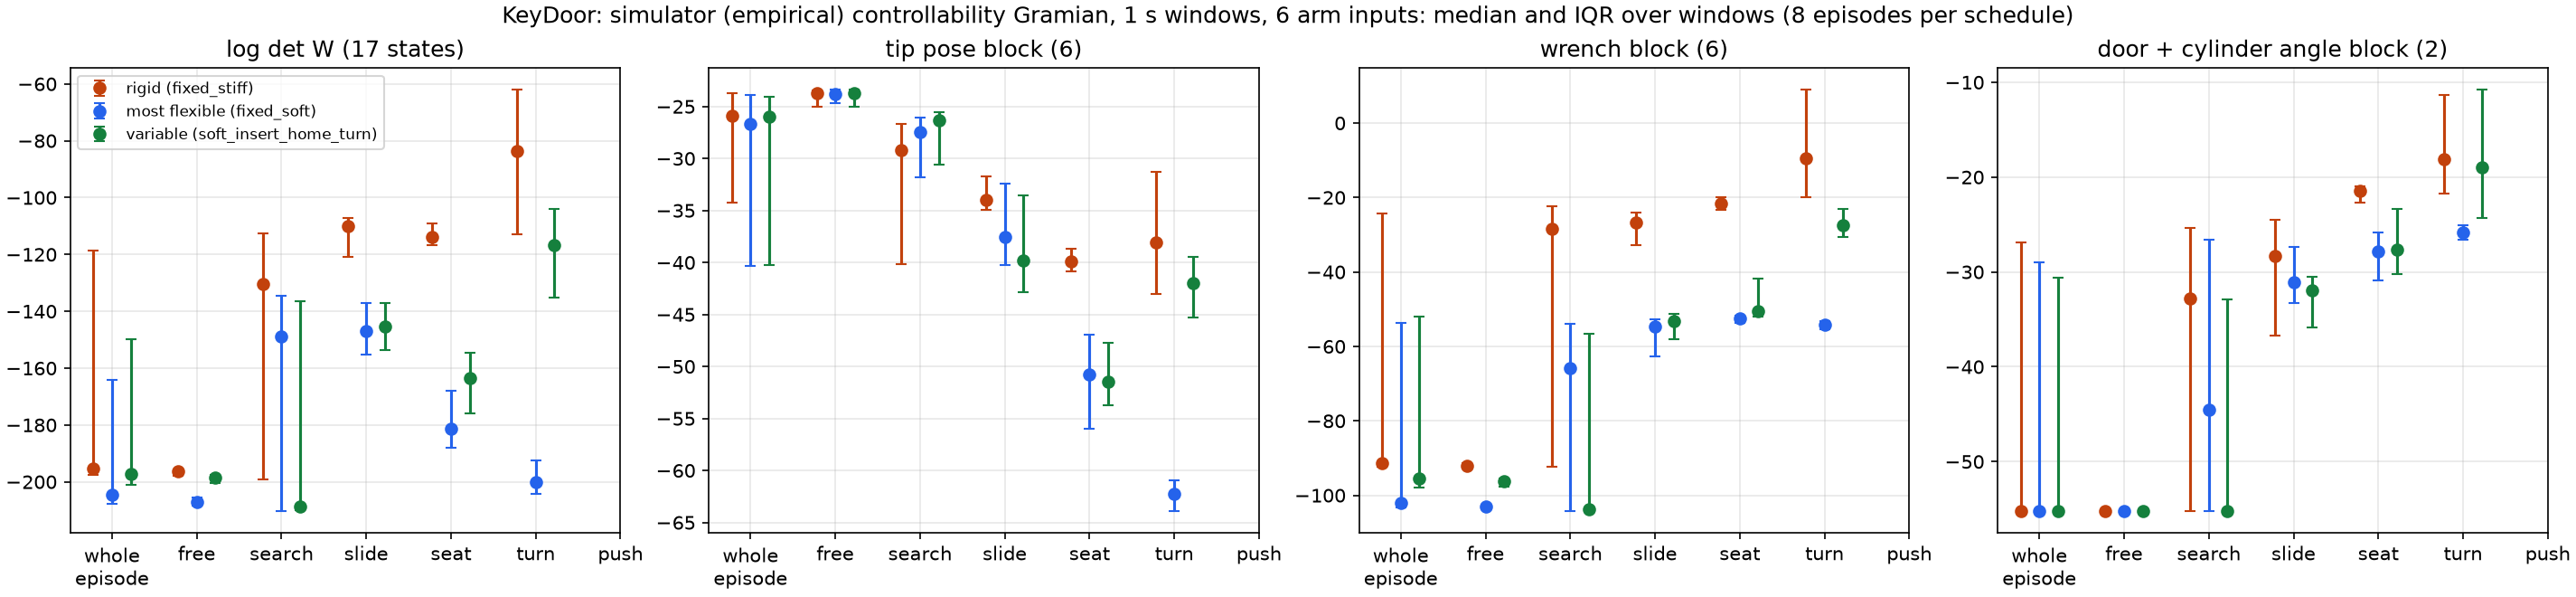 KeyDoor: simulator (empirical) controllability Gramian, 1 s windows, 6 arm inputs: median and IQR over windows (8 episodes per schedule)
log det W (17 states)
−60
−80
−100
−120
−140
−160
−180
−200
rigid (fixed_stiff)
most flexible (fixed_soft)
variable (soft_insert_home_turn)
whole episode
free
search
slide
seat
turn
push
tip pose block (6)
−25
−30
−35
−40
−45
−50
−55
−60
−65
whole episode
free
search
slide
seat
turn
push
wrench block (6)
0
−20
−40
−60
−80
−100
whole episode
free
search
slide
seat
turn
push
door + cylinder angle block (2)
−10
−20
−30
−40
−50
whole episode
free
search
slide
seat
turn
push